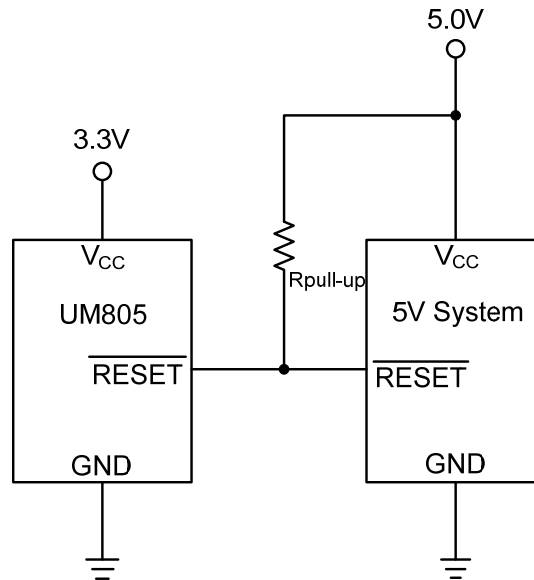 5.0V
3.3V
VCC
UM805
RESET
GND
Rpull-up
VCC
5V System
RESET
GND